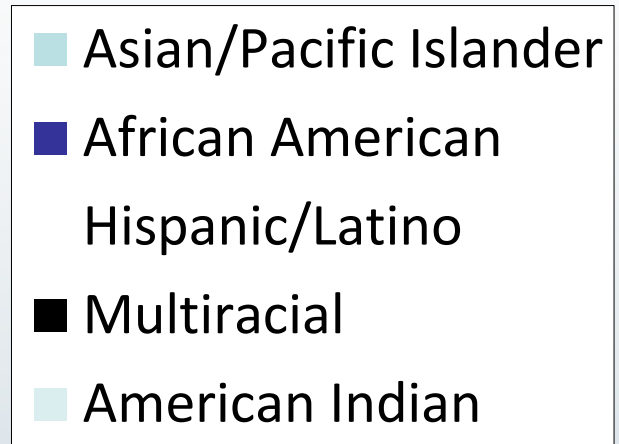 Asian/Pacific Islander
African American
Hispanic/Latino
Multiracial
American Indian